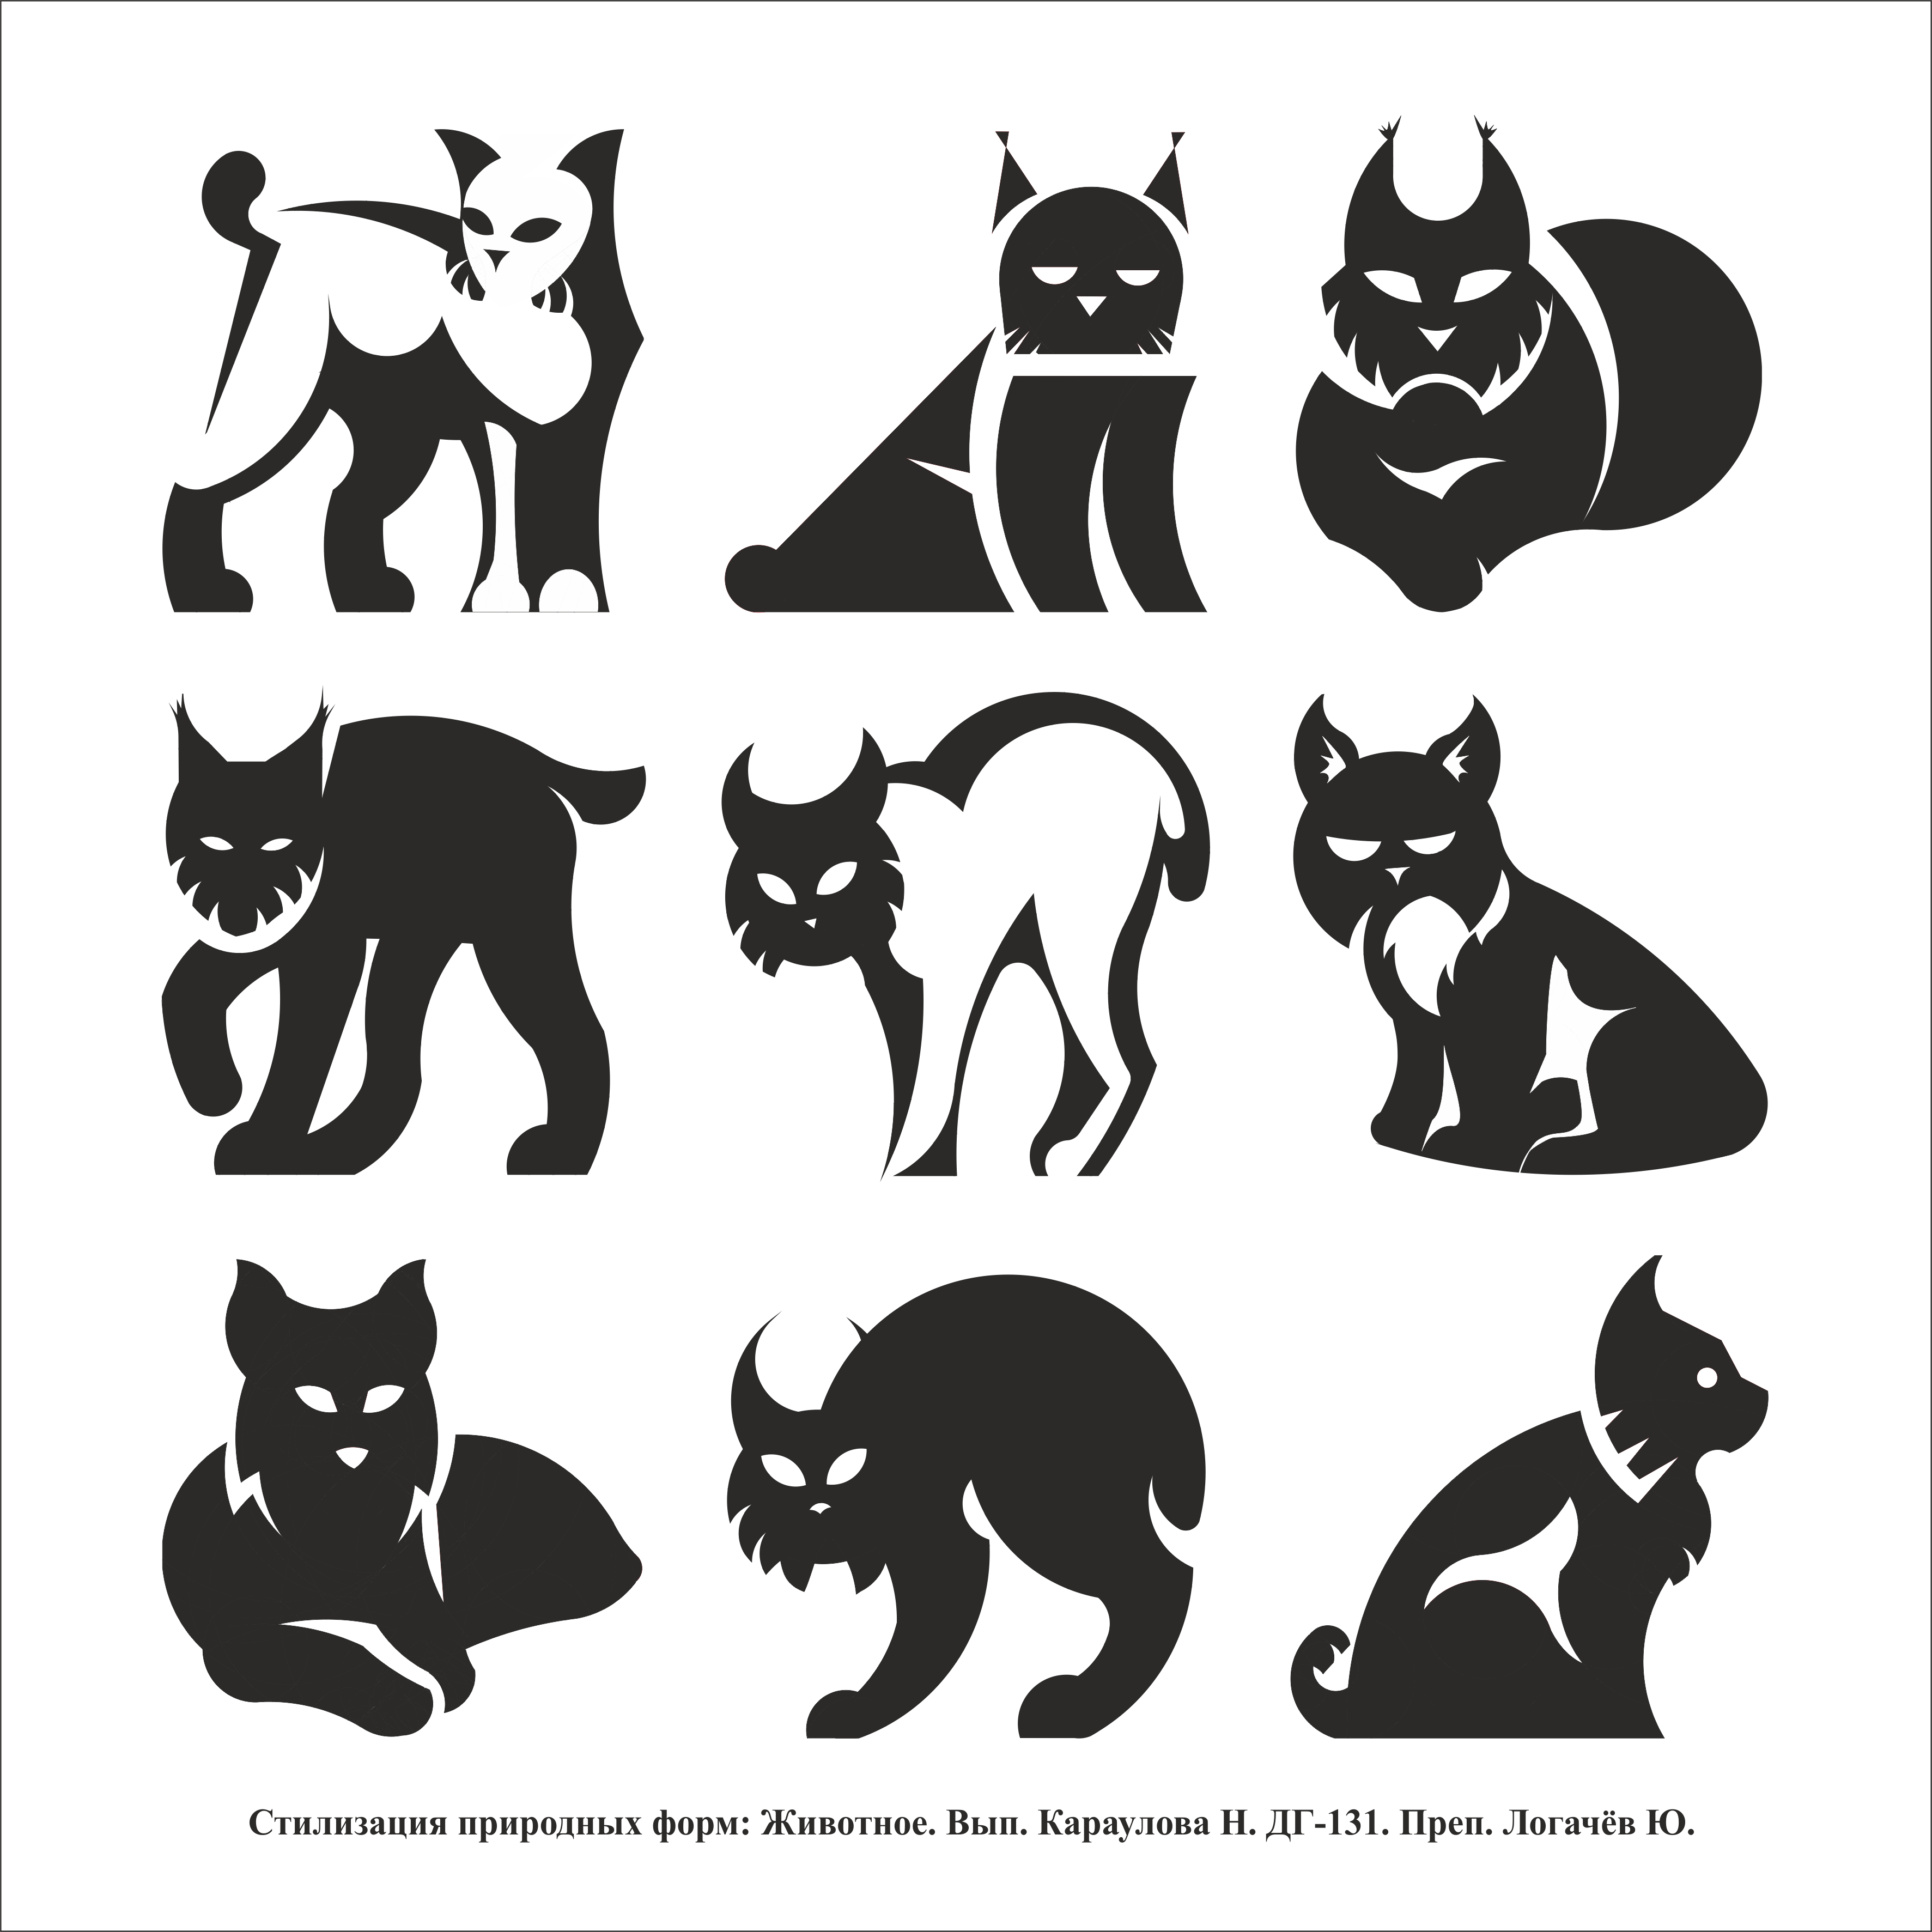 Стилизация природных форм: Животное. Вып. Караулова Н. ДГ-131. Преп. Логачёв Ю.